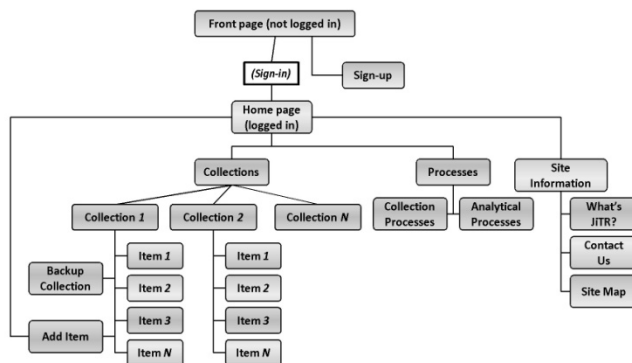 Front page (not logged in)
(Sign-in)
Sign-up
Home page
(logged in)
Collections
Processes
Site
Information
Collection 1
Collection 2
Collection N
Collection
Processes
Analytical
Processes
What's
JiTR?
Contact
Us
Site Map
Backup
Collection
Add Item
Item 1
Item 2
Item 3
Item N
Item 1
Item 2
Item 3
Item N